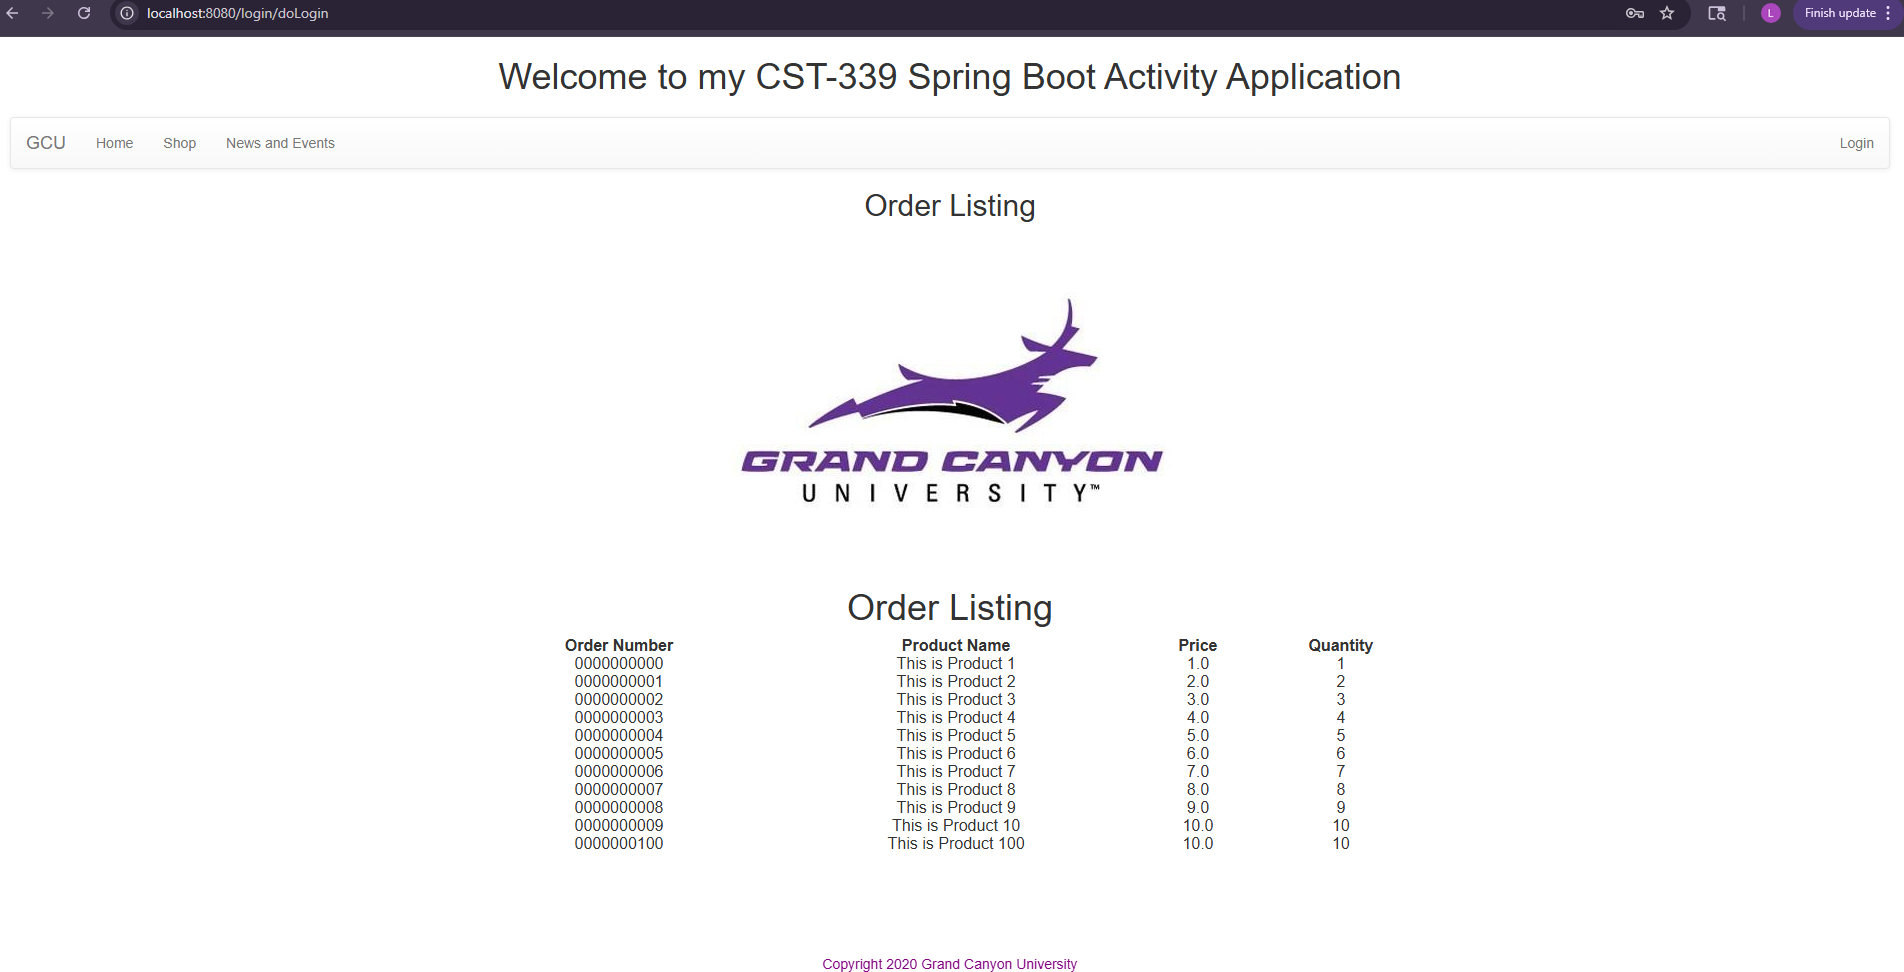 localhost:8080/login/doLogin
L
Finish update
Welcome to my CST-339 Spring Boot Activity Application
GCU Home Shop News and Events Login
Order Listing
GRAND CANYON
UNIVERSITY™
Order Listing
Order Number Product Name Price Quantity
0000000000 This is Product 1 1.0 1
0000000001 This is Product 2 2.0 2
0000000002 This is Product 3 3.0 3
0000000003 This is Product 4 4.0 4
0000000004 This is Product 5 5.0 5
0000000005 This is Product 6 6.0 6
0000000006 This is Product 7 7.0 7
0000000007 This is Product 8 8.0 8
0000000008 This is Product 9 9.0 9
0000000009 This is Product 10 10.0 10
0000000100 This is Product 100 10.0 10
Copyright 2020 Grand Canyon University